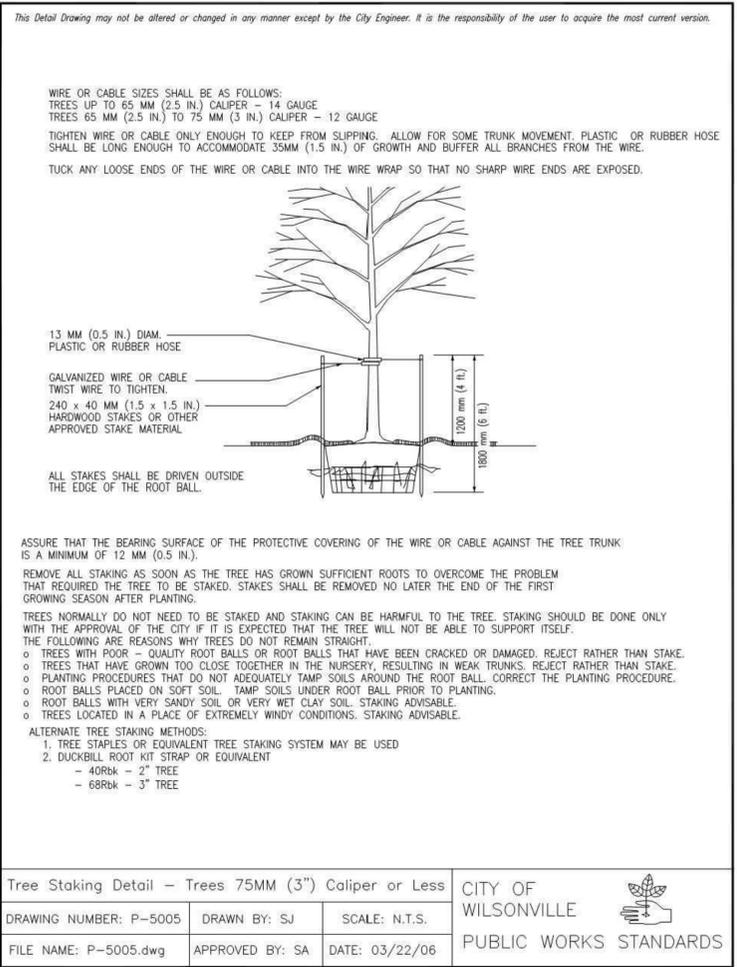 This Detail Drawing may not be altered or changed in any manner except by the City Engineer. It is the responsibility of the user to acquire the most current version.
WIRE OR CABLE SIZES SHALL BE AS FOLLOWS:
TREES UP TO 65 MM (2.5 IN.) CALIPER – 14 GAUGE
TREES 65 MM (2.5 IN.) TO 75 MM (3 IN.) CALIPER – 12 GAUGE
TIGHTEN WIRE OR CABLE ONLY ENOUGH TO KEEP FROM SLIPPING. ALLOW FOR SOME TRUNK MOVEMENT. PLASTIC OR RUBBER HOSE
SHALL BE LONG ENOUGH TO ACCOMMODATE 35MM (1.5 IN.) OF GROWTH AND BUFFER ALL BRANCHES FROM THE WIRE.
TUCK ANY LOOSE ENDS OF THE WIRE OR CABLE INTO THE WIRE WRAP SO THAT NO SHARP WIRE ENDS ARE EXPOSED.
13 MM (0.5 IN.) DIAM.
PLASTIC OR RUBBER HOSE
GALVANIZED WIRE OR CABLE
TWIST WIRE TO TIGHTEN.
240 x 40 MM (1.5 x 1.5 IN.)
HARDWOOD STAKES OR OTHER
APPROVED STAKE MATERIAL
1200 mm (4 ft.)
1800 mm (6 ft.)
ALL STAKES SHALL BE DRIVEN OUTSIDE
THE EDGE OF THE ROOT BALL.
ASSURE THAT THE BEARING SURFACE OF THE PROTECTIVE COVERING OF THE WIRE OR CABLE AGAINST THE TREE TRUNK
IS A MINIMUM OF 12 MM (0.5 IN.).
REMOVE ALL STAKING AS SOON AS THE TREE HAS GROWN SUFFICIENT ROOTS TO OVERCOME THE PROBLEM
THAT REQUIRED THE TREE TO BE STAKED. STAKES SHALL BE REMOVED NO LATER THE END OF THE FIRST
GROWING SEASON AFTER PLANTING.
TREES NORMALLY DO NOT NEED TO BE STAKED AND STAKING CAN BE HARMFUL TO THE TREE. STAKING SHOULD BE DONE ONLY
WITH THE APPROVAL OF THE CITY IF IT IS EXPECTED THAT THE TREE WILL NOT BE ABLE TO SUPPORT ITSELF.
THE FOLLOWING ARE REASONS WHY TREES DO NOT REMAIN STRAIGHT.
o TREES WITH POOR – QUALITY ROOT BALLS OR ROOT BALLS THAT HAVE BEEN CRACKED OR DAMAGED. REJECT RATHER THAN STAKE.
o TREES THAT HAVE GROWN TOO CLOSE TOGETHER IN THE NURSERY, RESULTING IN WEAK TRUNKS. REJECT RATHER THAN STAKE.
o PLANTING PROCEDURES THAT DO NOT ADEQUATELY TAMP SOILS AROUND THE ROOT BALL. CORRECT THE PLANTING PROCEDURE.
o ROOT BALLS PLACED ON SOFT SOIL. TAMP SOILS UNDER ROOT BALL PRIOR TO PLANTING.
o ROOT BALLS WITH VERY SANDY SOIL OR VERY WET CLAY SOIL. STAKING ADVISABLE.
o TREES LOCATED IN A PLACE OF EXTREMELY WINDY CONDITIONS. STAKING ADVISABLE.
ALTERNATE TREE STAKING METHODS:
1. TREE STAPLES OR EQUIVALENT TREE STAKING SYSTEM MAY BE USED
2. DUCKBILL ROOT KIT STRAP OR EQUIVALENT
– 40Rbk – 2" TREE
– 68Rbk – 3" TREE
Tree Staking Detail – Trees 75MM (3") Caliper or Less
DRAWING NUMBER: P–5005
DRAWN BY: SJ
SCALE: N.T.S.
FILE NAME: P–5005.dwg
APPROVED BY: SA
DATE: 03/22/06
CITY OF
WILSONVILLE
PUBLIC WORKS STANDARDS